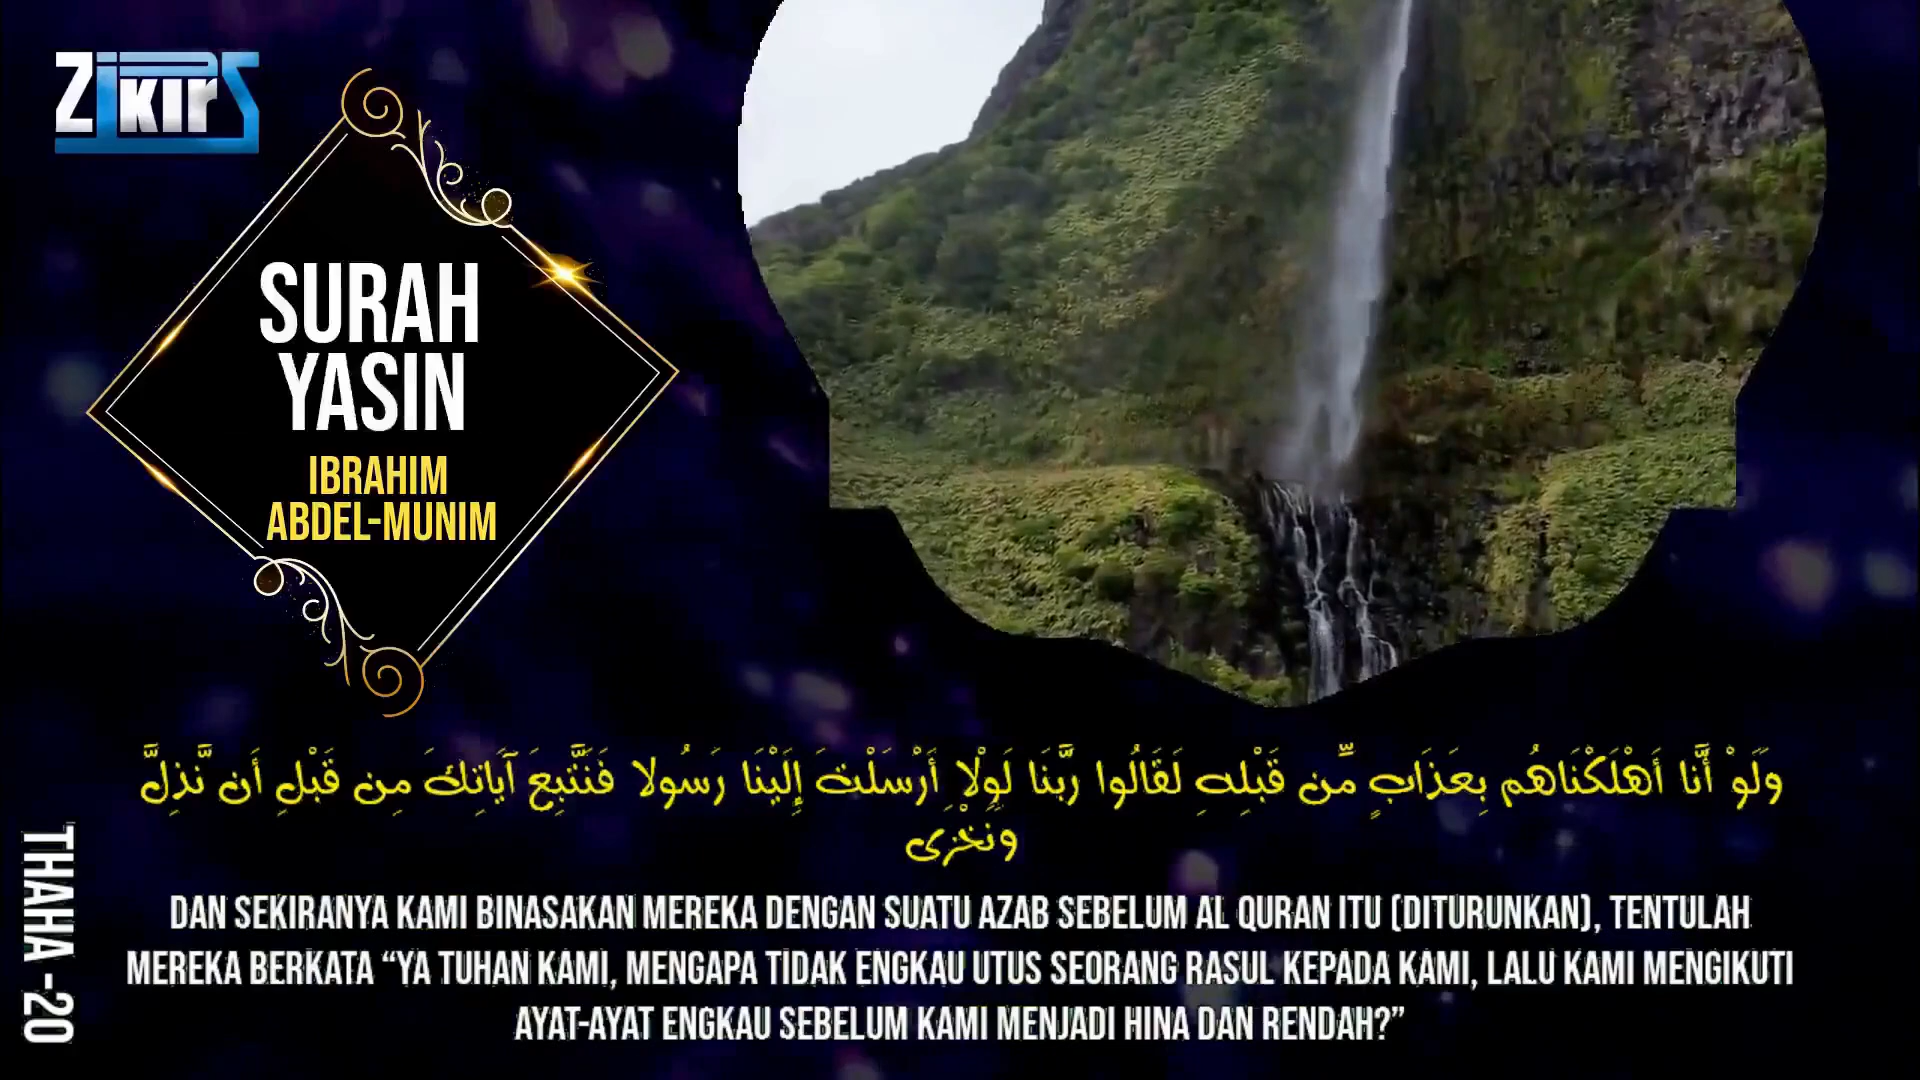 ZikirS
SURAH
YASIN
IBRAHIM
ABDEL-MUNIM
وَلَوْ أَنَّا أَهْلَكْنَاهُم بِعَذَابٍ مِّن قَبْلِهِ لَقَالُوا رَبَّنَا لَوْلا أَرْسَلْتَ إِلَيْنَا رَسُولا فَنَتَّبِعَ آيَاتِكَ مِن قَبْلِ أَن نَّذِلَّ
وَنَخْزَى
THAHA -20
DAN SEKIRANYA KAMI BINASAKAN MEREKA DENGAN SUATU AZAB SEBELUM AL QURAN ITU (DITURUNKAN), TENTULAH
MEREKA BERKATA “YA TUHAN KAMI, MENGAPA TIDAK ENGKAU UTUS SEORANG RASUL KEPADA KAMI, LALU KAMI MENGIKUTI
AYAT-AYAT ENGKAU SEBELUM KAMI MENJADI HINA DAN RENDAH?”